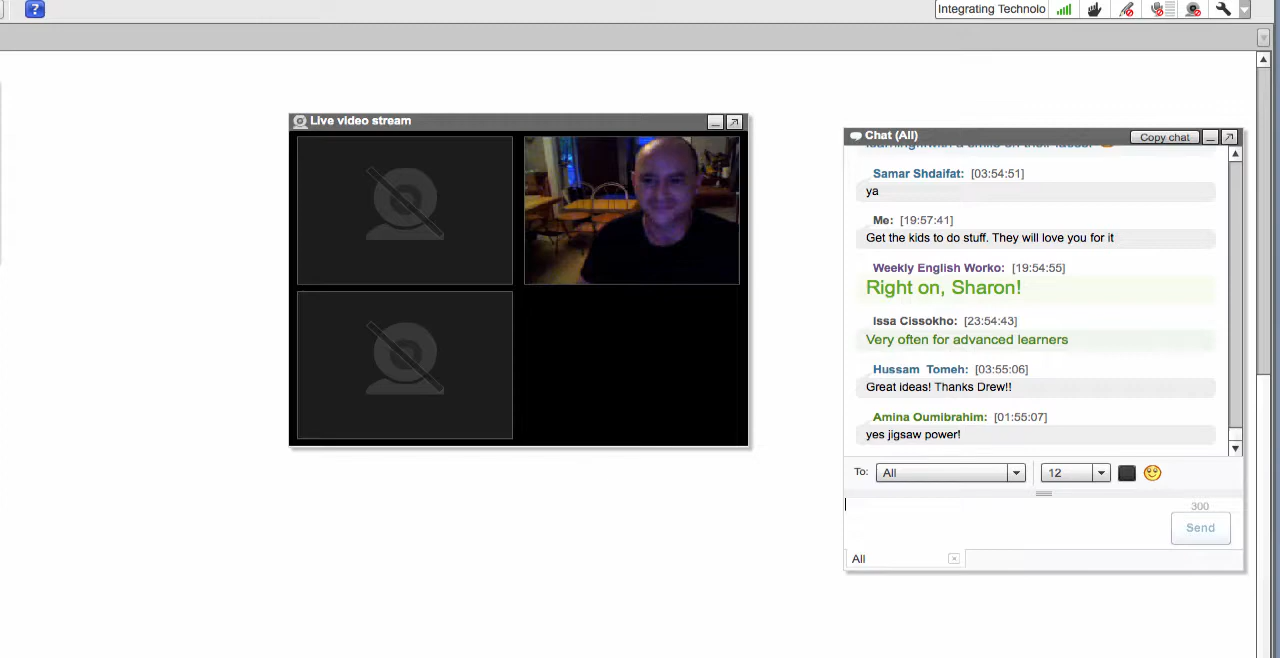 ?
Integrating Technolo
Live video stream
Chat (All)
Copy chat
Samar Shdaifat: [03:54:51]
ya
Me: [19:57:41]
Get the kids to do stuff. They will love you for it
Weekly English Worko: [19:54:55]
Right on, Sharon!
Issa Cissokho: [23:54:43]
Very often for advanced learners
Hussam Tomeh: [03:55:06]
Great ideas! Thanks Drew!!
Amina Oumibrahim: [01:55:07]
yes jigsaw power!
To: All 12
300
Send
All